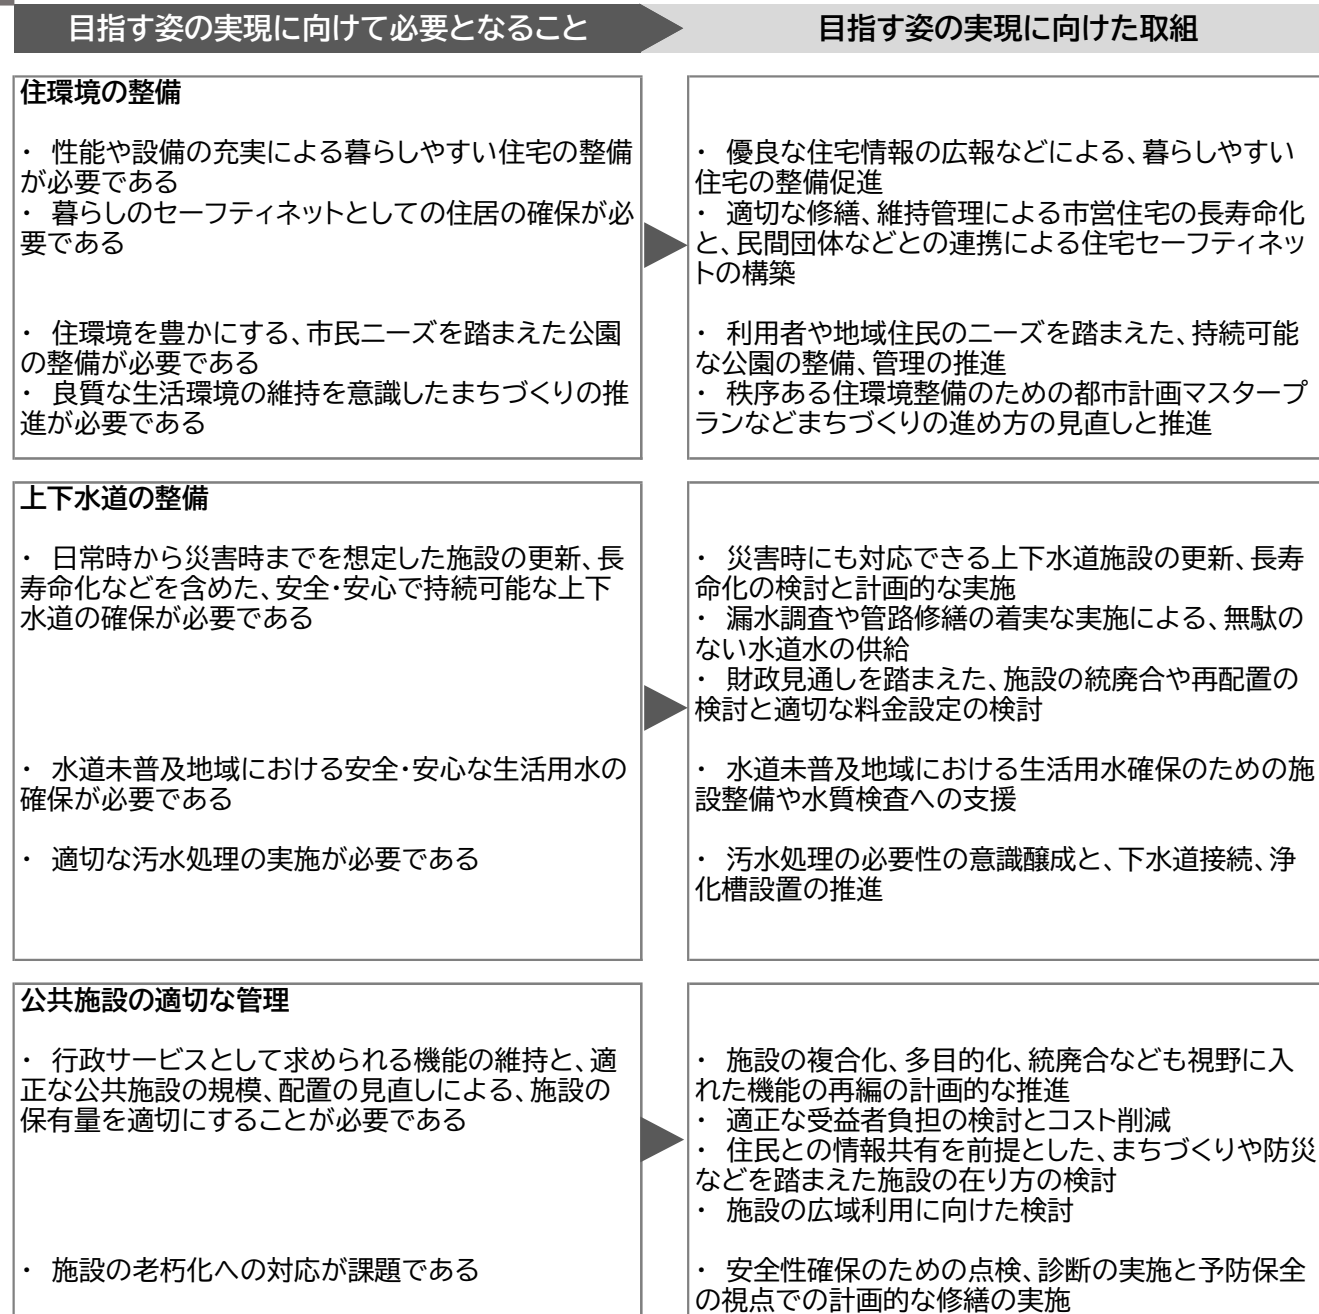 目指す姿の実現に向けて必要となること
目指す姿の実現に向けた取組
住環境の整備
・ 性能や設備の充実による暮らしやすい住宅の整備
が必要である
・ 暮らしのセーフティネットとしての住居の確保が必
要である
・ 住環境を豊かにする、市民ニーズを踏まえた公園
の整備が必要である
・ 良質な生活環境の維持を意識したまちづくりの推
進が必要である
・ 優良な住宅情報の広報などによる、暮らしやすい
住宅の整備促進
・ 適切な修繕、維持管理による市営住宅の長寿命化
と、民間団体などとの連携による住宅セーフティネッ
トの構築
・ 利用者や地域住民のニーズを踏まえた、持続可能
な公園の整備、管理の推進
・ 秩序ある住環境整備のための都市計画マスタープ
ランなどまちづくりの進め方の見直しと推進
上下水道の整備
・ 日常時から災害時までを想定した施設の更新、長
寿命化などを含めた、安全・安心で持続可能な上下
水道の確保が必要である
・ 水道未普及地域における安全・安心な生活用水の
確保が必要である
・ 適切な汚水処理の実施が必要である
・ 災害時にも対応できる上下水道施設の更新、長寿
命化の検討と計画的な実施
・ 漏水調査や管路修繕の着実な実施による、無駄の
ない水道水の供給
・ 財政見通しを踏まえた、施設の統廃合や再配置の
検討と適切な料金設定の検討
・ 水道未普及地域における生活用水確保のための施
設整備や水質検査への支援
・ 汚水処理の必要性の意識醸成と、下水道接続、浄
化槽設置の推進
公共施設の適切な管理
・ 行政サービスとして求められる機能の維持と、適
正な公共施設の規模、配置の見直しによる、施設の
保有量を適切にすることが必要である
・ 施設の老朽化への対応が課題である
・ 施設の複合化、多目的化、統廃合なども視野に入
れた機能の再編の計画的な推進
・ 適正な受益者負担の検討とコスト削減
・ 住民との情報共有を前提とした、まちづくりや防災
などを踏まえた施設の在り方の検討
・ 施設の広域利用に向けた検討
・ 安全性確保のための点検、診断の実施と予防保全
の視点での計画的な修繕の実施